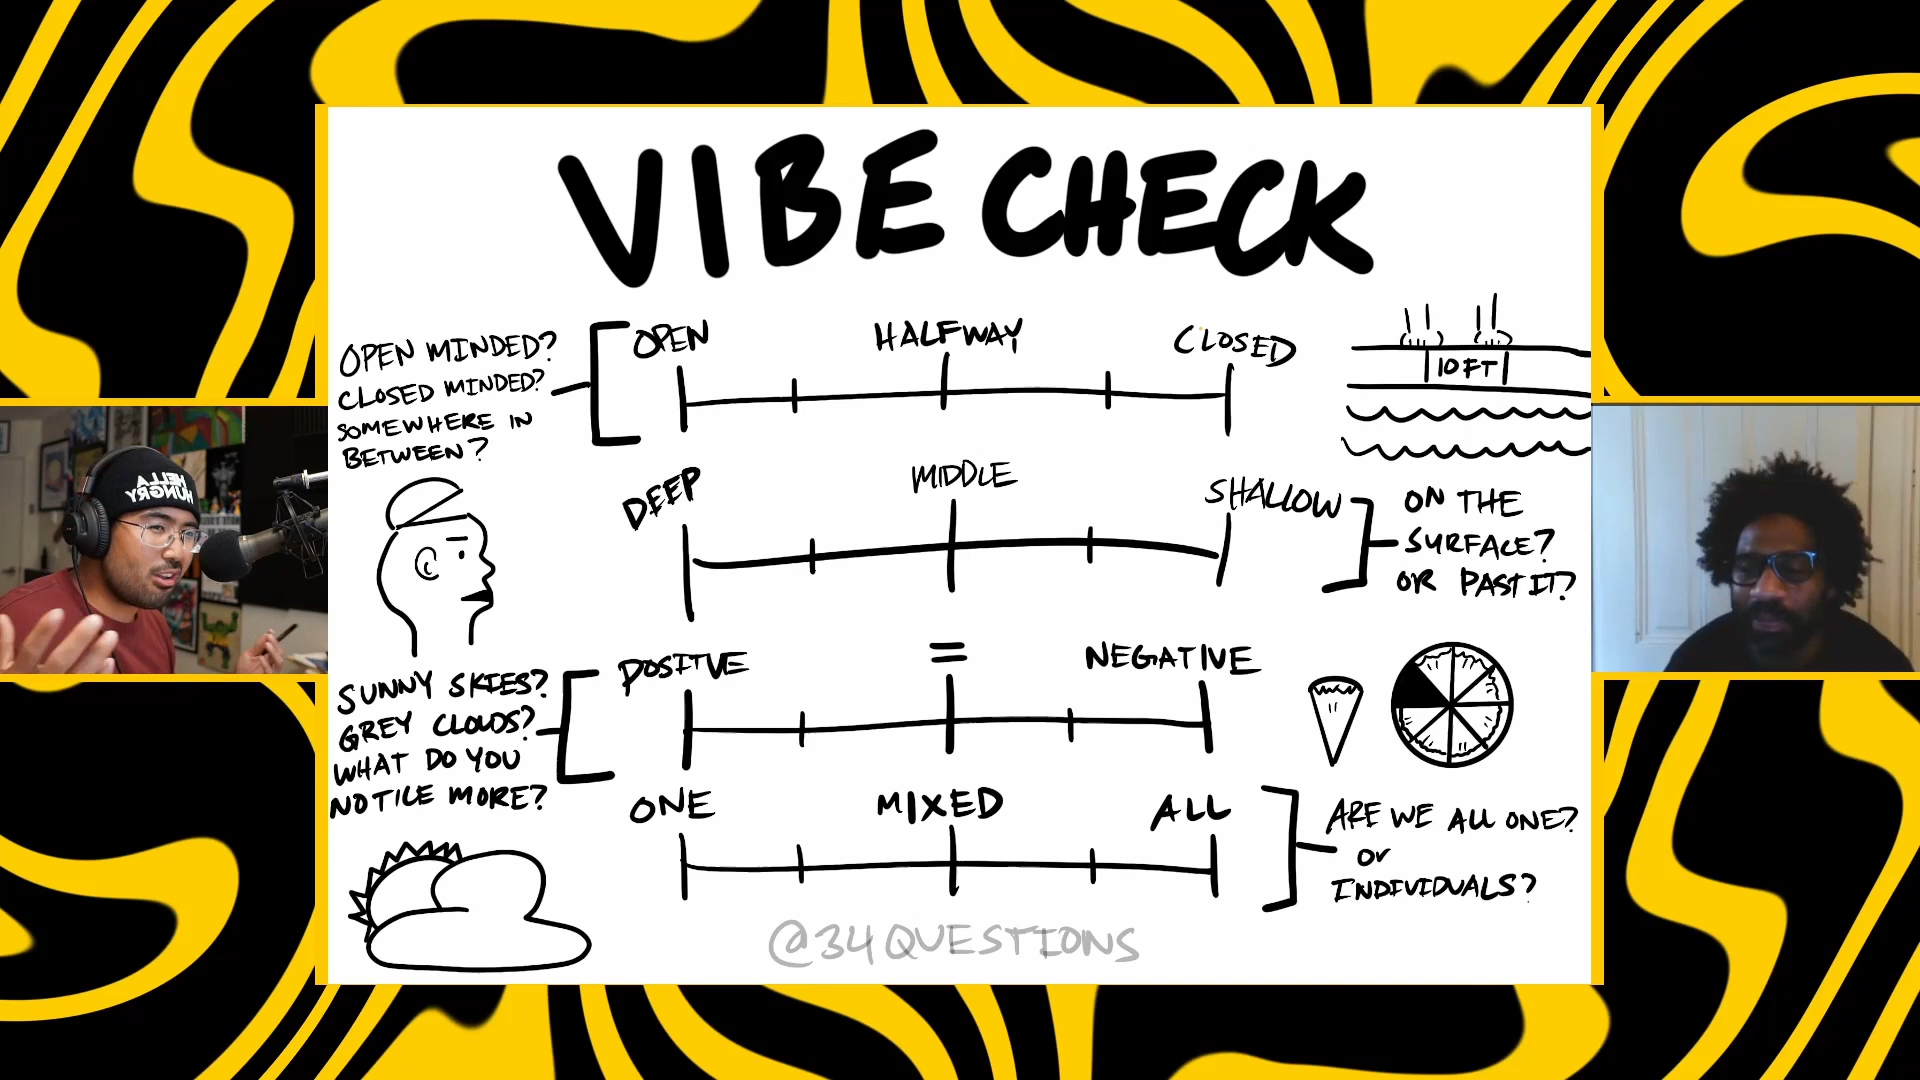 VIBE CHECK
OPEN MINDED?
CLOSED MINDED?
SOMEWHERE IN
BETWEEN?
OPEN
HALFWAY
CLOSED
10FT
DEEP
MIDDLE
SHALLOW
ON THE
SURFACE?
OR PAST IT?
HELLA
HUNGRY
SUNNY SKIES?
GREY CLOUDS?
WHAT DO YOU
NOTICE MORE?
POSITVE
=
NEGATIVE
ONE
MIXED
ALL
ARE WE ALL ONE?
Or
INDIVIDUALS?
@34QUESTIONS